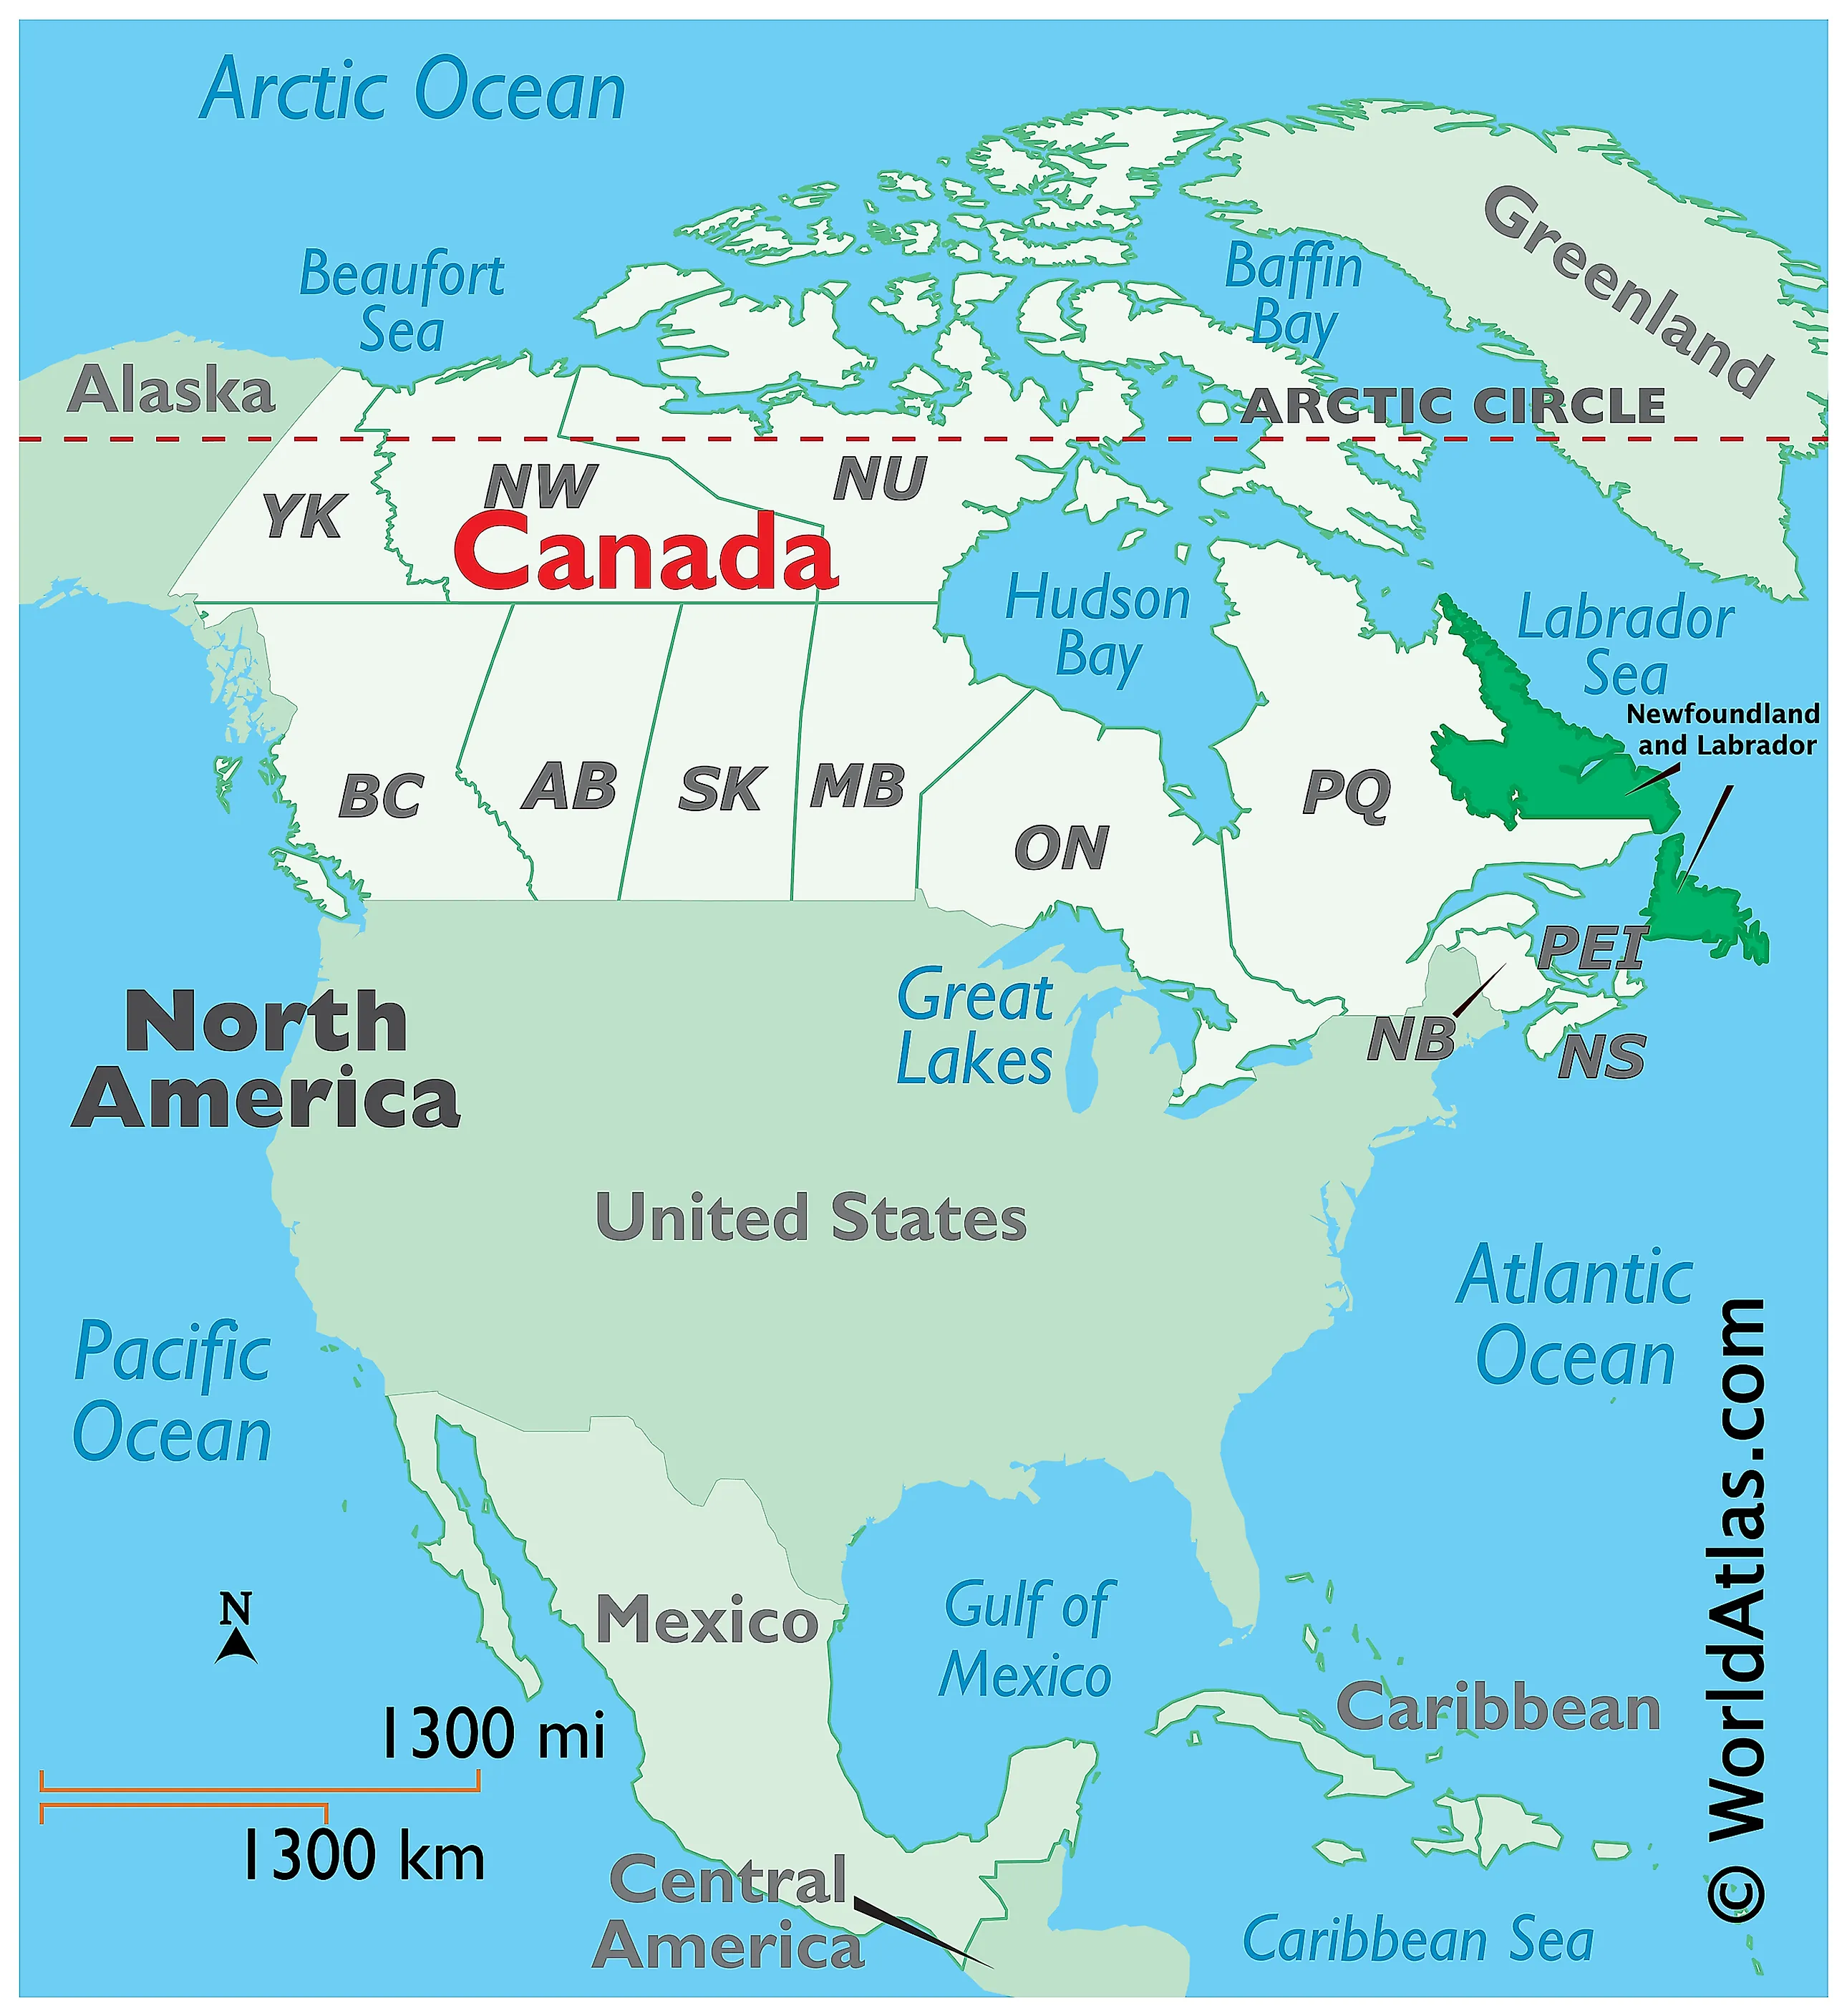 Arctic Ocean
Beaufort
Sea
Baffin
Bay
Greenland
Alaska
ARCTIC CIRCLE
YK
NW
NU
Canada
Hudson
Bay
Labrador
Sea
Newfoundland
and Labrador
BC
AB
SK
MB
ON
PQ
PEI
NB
NS
Great
Lakes
North
America
United States
Atlantic
Ocean
Pacific
Ocean
N
Mexico
Gulf of
Mexico
Caribbean
1300 mi
1300 km
Central
America
Caribbean Sea
© WorldAtlas.com